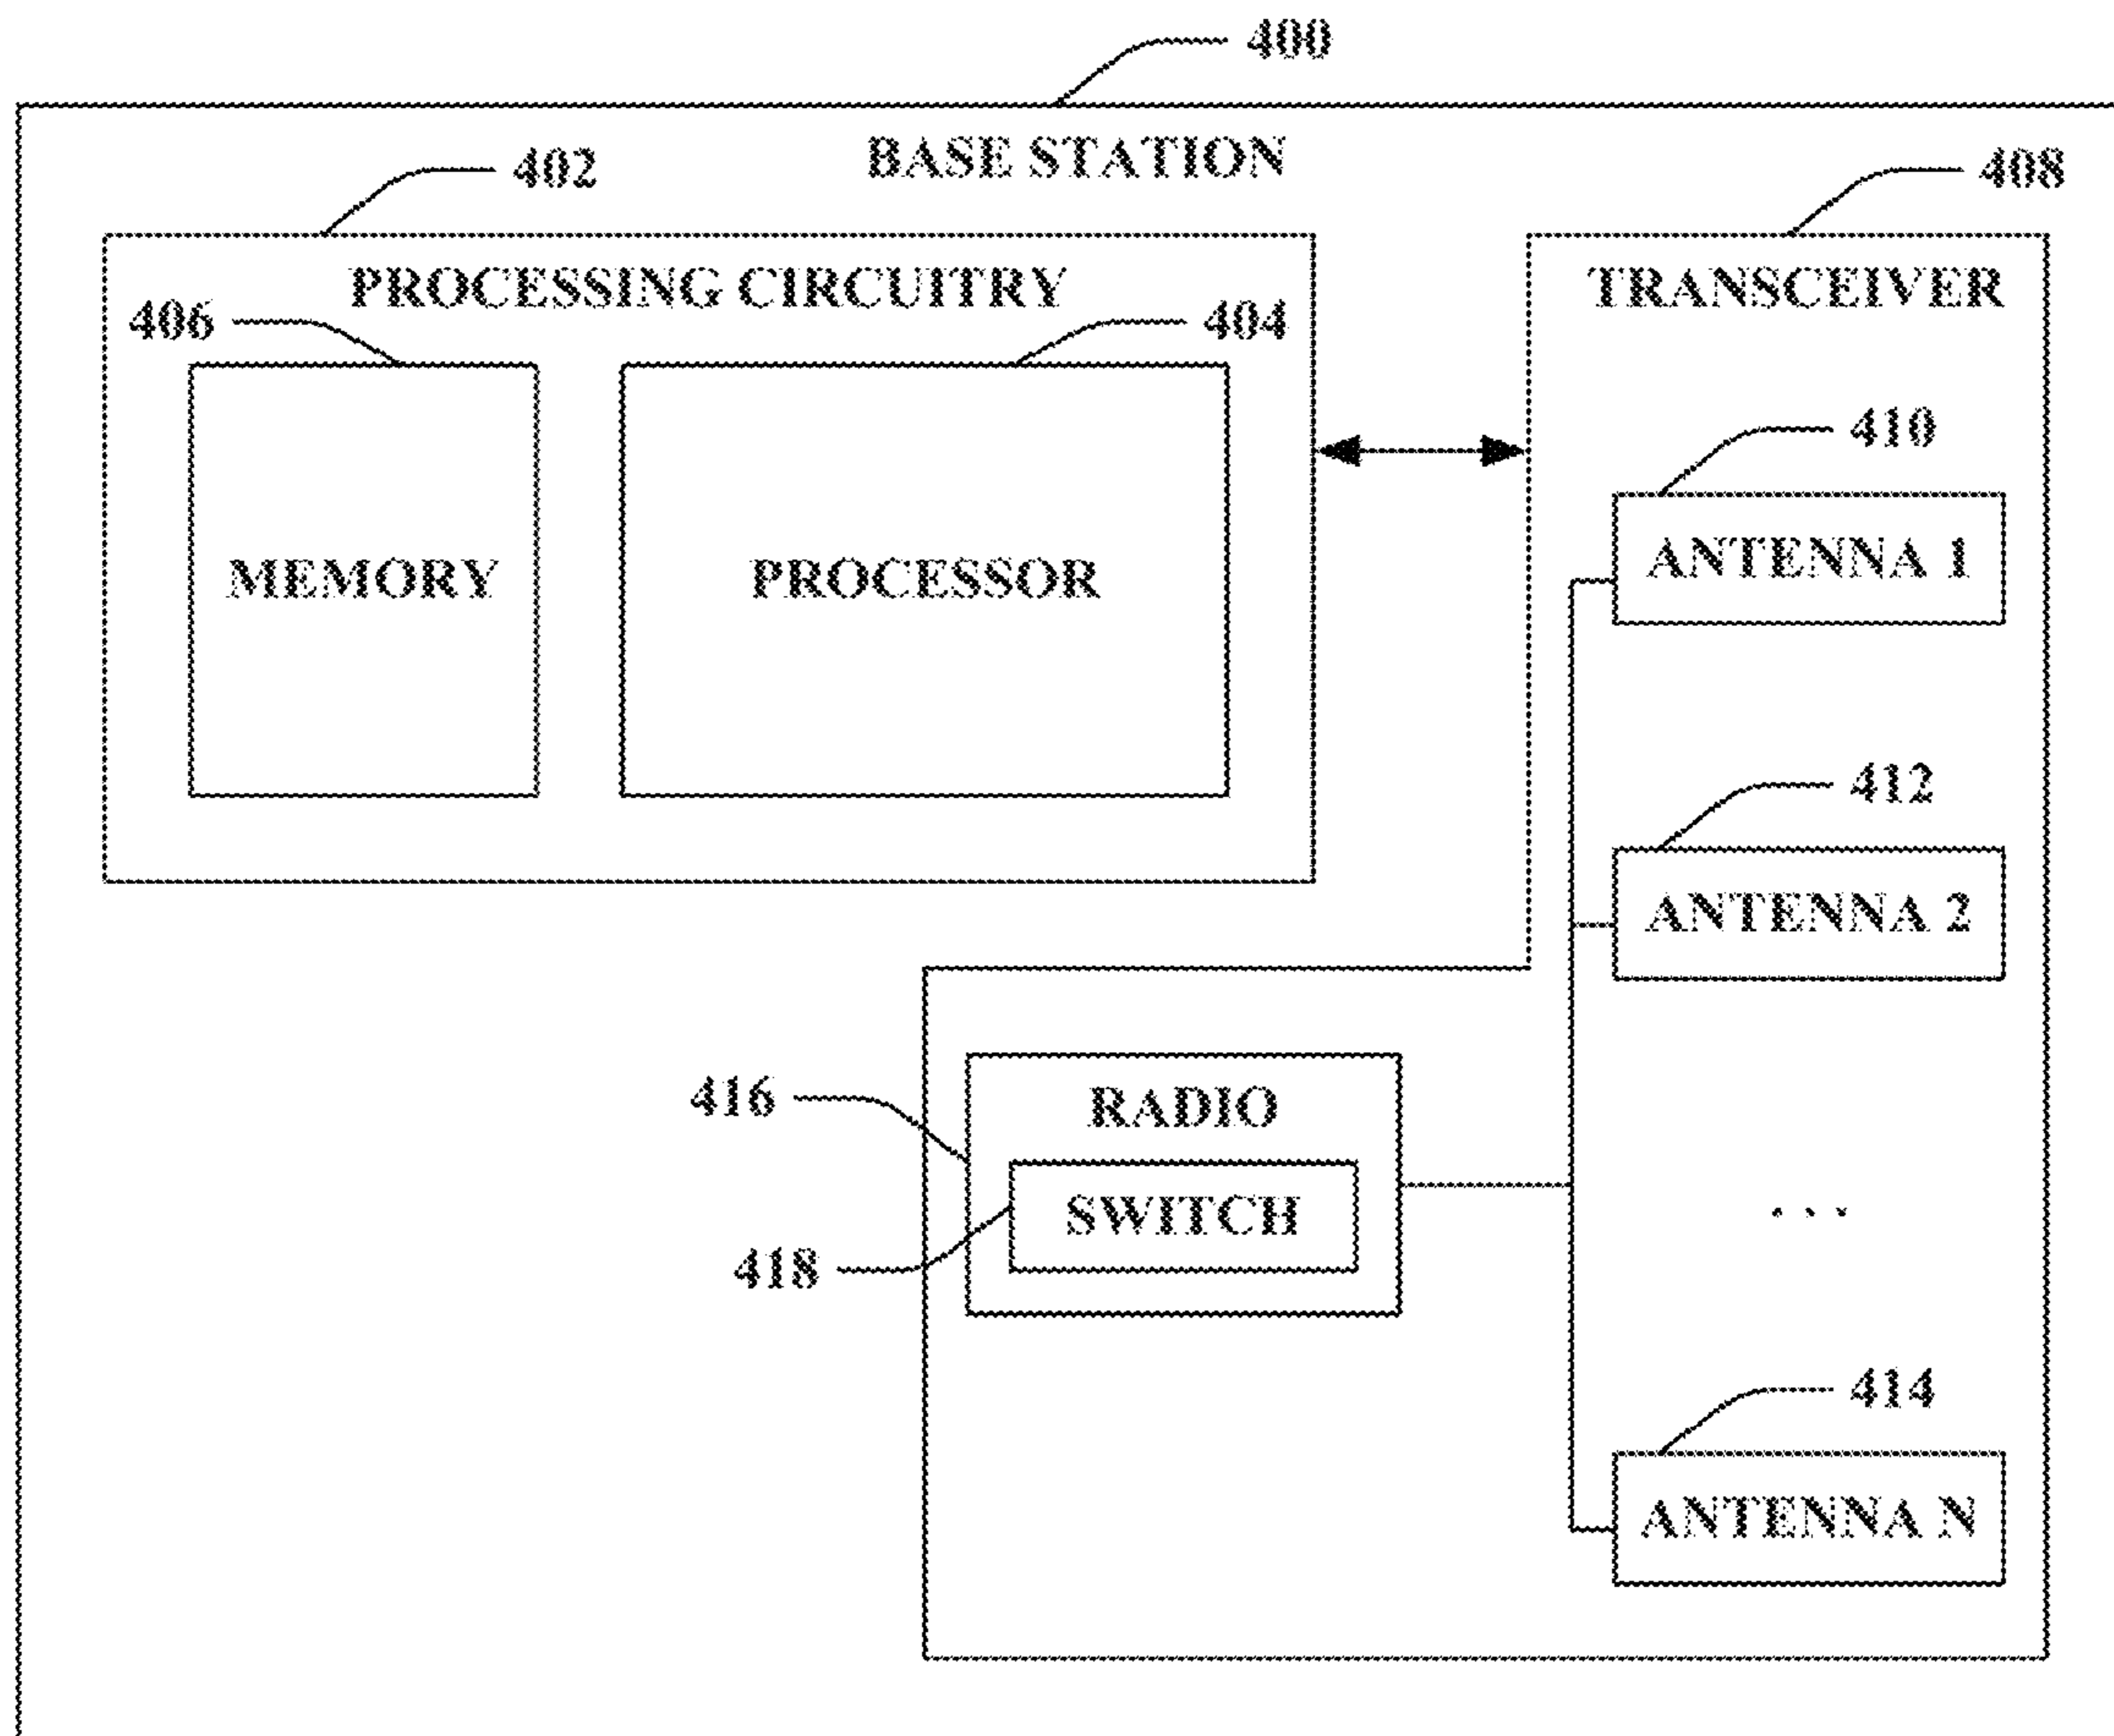 400
BASE STATION
402
408
PROCESSING CIRCUITRY
TRANSCEIVER
406
404
MEMORY
PROCESSOR
410
ANTENNA 1
412
ANTENNA 2
416
RADIO
SWITCH
418
. . .
414
ANTENNA N